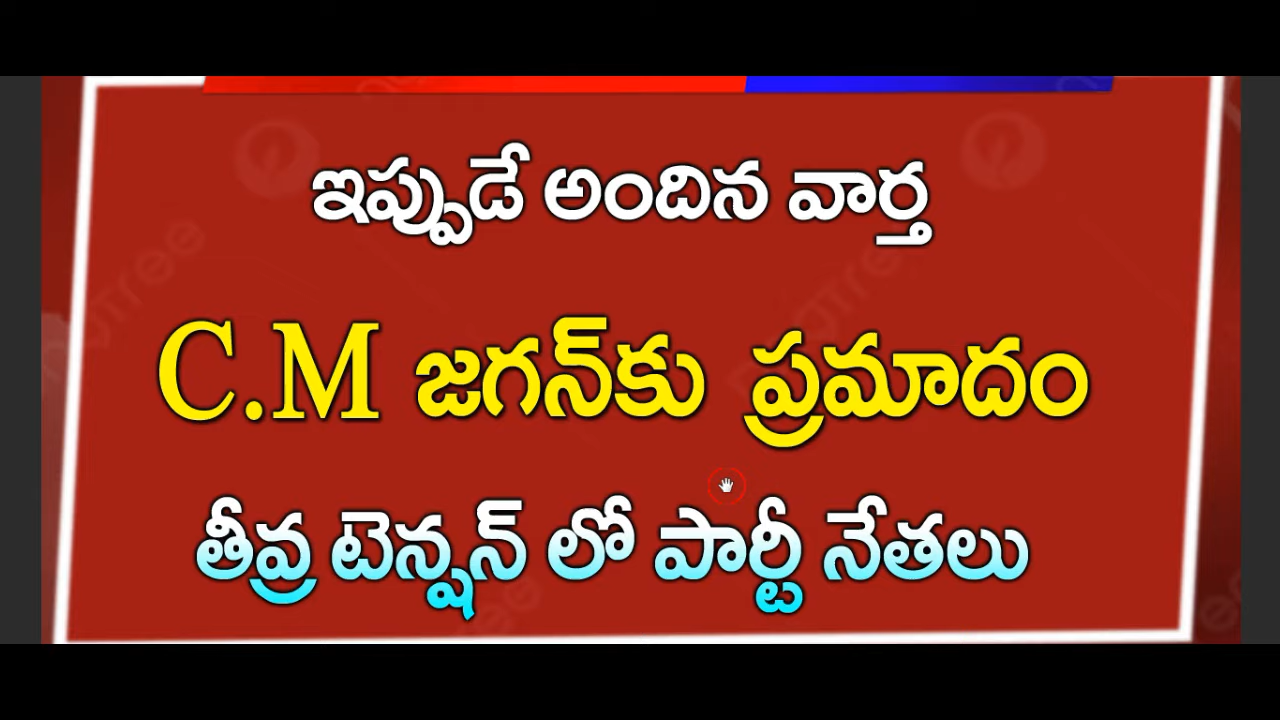 ఇప్పుడే అందిన వార్త
C.M జగన్‌కు ప్రమాదం
తీవ్ర టెన్షన్ లో పార్టీ నేతలు